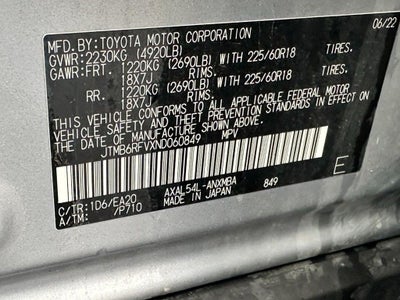 MFD.BY:TOYOTA MOTOR CORPORATION 06/22
GVWR:2230KG (4920LB)
GAWR:FRT. 1220KG (2690LB) WITH 225/60R18 TIRES.
18X7J RIMS.
RR. 1220KG (2690LB) WITH 225/60R18 TIRES.
18X7J RIMS.
THIS VEHICLE CONFORMS TO ALL APPLICABLE FEDERAL MOTOR
VEHICLE SAFETY AND THEFT PREVENTION STANDARDS IN EFFECT
ON THE DATE OF MANUFACTURE SHOWN ABOVE.
JTMB6RFVXND060849 MPV
E
C/TR:1D6/EA20 AXAL54L-ANXMBA 849
A/TM: /P710 MADE IN JAPAN